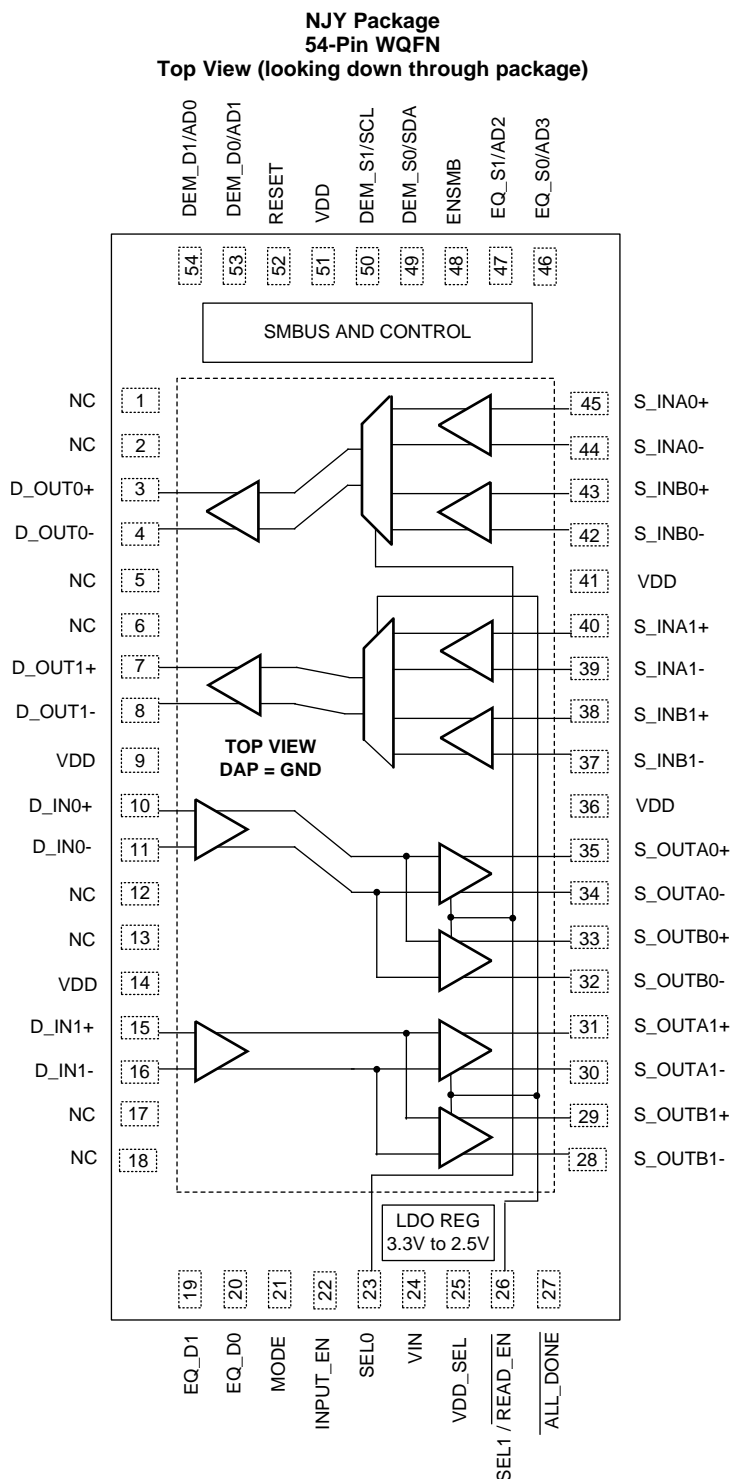 NJY Package
54-Pin WQFN
Top View (looking down through package)
DEM_D1/AD0
DEM_D0/AD1
RESET
VDD
DEM_S1/SCL
DEM_S0/SDA
ENSMB
EQ_S1/AD2
EQ_S0/AD3
54
53
52
51
50
49
48
47
46
SMBUS AND CONTROL
NC 1
45 S_INA0+
NC 2
44 S_INA0-
D_OUT0+ 3
43 S_INB0+
D_OUT0- 4
42 S_INB0-
NC 5
41 VDD
NC 6
40 S_INA1+
D_OUT1+ 7
39 S_INA1-
D_OUT1- 8
38 S_INB1+
TOP VIEW
DAP = GND
VDD 9
37 S_INB1-
D_IN0+ 10
36 VDD
D_IN0- 11
35 S_OUTA0+
NC 12
34 S_OUTA0-
NC 13
33 S_OUTB0+
VDD 14
32 S_OUTB0-
D_IN1+ 15
31 S_OUTA1+
D_IN1- 16
30 S_OUTA1-
NC 17
29 S_OUTB1+
NC 18
28 S_OUTB1-
LDO REG
3.3V to 2.5V
19
20
21
22
23
24
25
26
27
EQ_D1
EQ_D0
MODE
INPUT_EN
SEL0
VIN
VDD_SEL
SEL1 / READ_EN
ALL_DONE